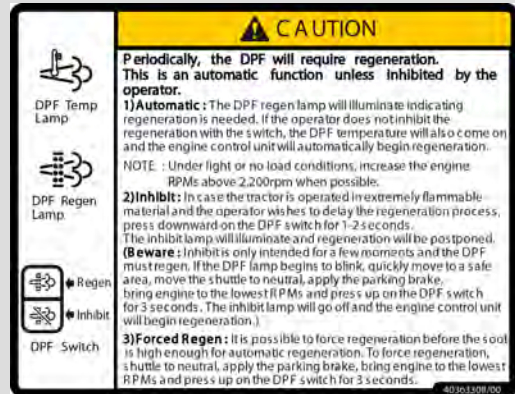 CAUTION
Periodically, the DPF will require regeneration.
This is an automatic function unless inhibited by the
operator.
1)Automatic : The DPF regen lamp will illuminate indicating
regeneration is needed. If the operator does not inhibit the
regeneration with the switch, the DPF temperature will also come on
and the engine control unit will automatically begin regeneration.
NOTE : Under light or no load conditions, increase the engine
RPMs above 2,200rpm when possible.
2)Inhibit : In case the tractor is operated in extremely flammable
material and the operator wishes to delay the regeneration process,
press downward on the DPF switch for 1-2 seconds.
The inhibit lamp will illuminate and regeneration will be postponed.
(Beware : Inhibit is only intended for a few moments and the DPF
must regen. If the DPF lamp begins to blink, quickly move to a safe
area, move the shuttle to neutral, apply the parking brake,
bring engine to the lowest RPMs and press up on the DPF switch
for 3 seconds. The inhibit lamp will go off and the engine control unit
will begin regeneration.)
3)Forced Regen : It is possible to force regeneration before the soot
is high enough for automatic regeneration. To force regeneration,
shuttle to neutral, apply the parking brake, bring engine to the lowest
RPMs and press up on the DPF switch for 3 seconds.
DPF Temp
Lamp
DPF Regen
Lamp
Regen
Inhibit
DPF Switch
40363308/00